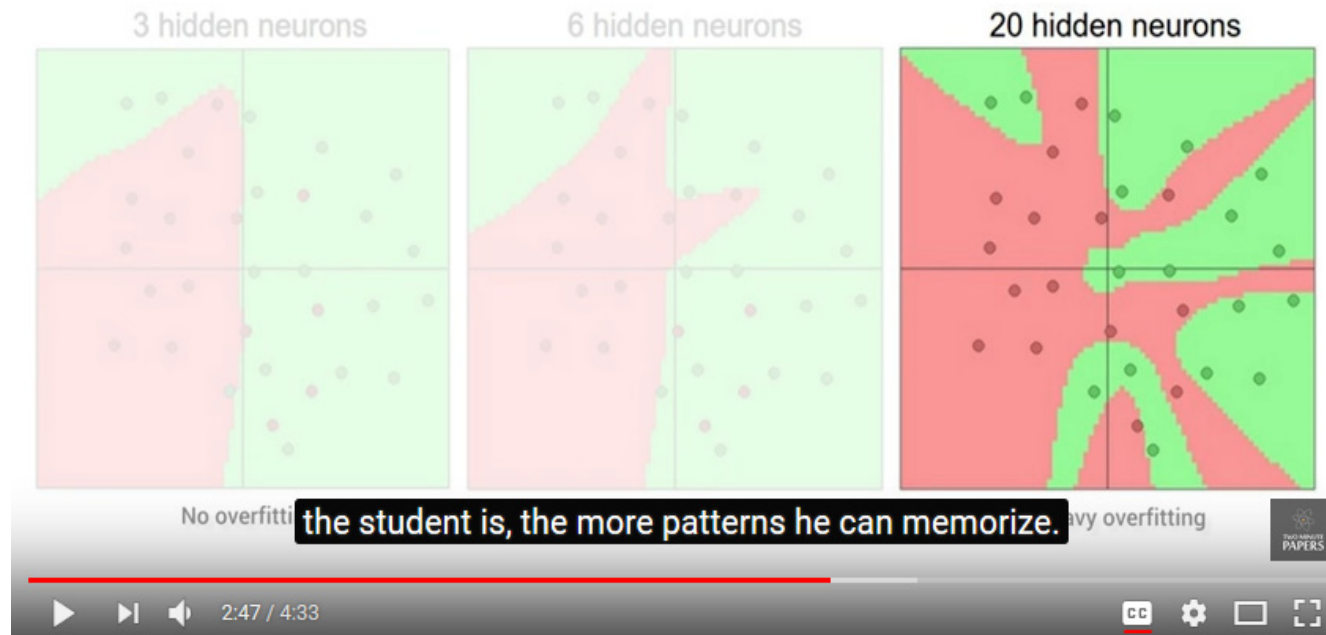 3 hidden neurons 6 hidden neurons 20 hidden neurons
No overfitti avy overfitting
the student is, the more patterns he can memorize.
TWO MINUTE
PAPERS
2:47 / 4:33
CC